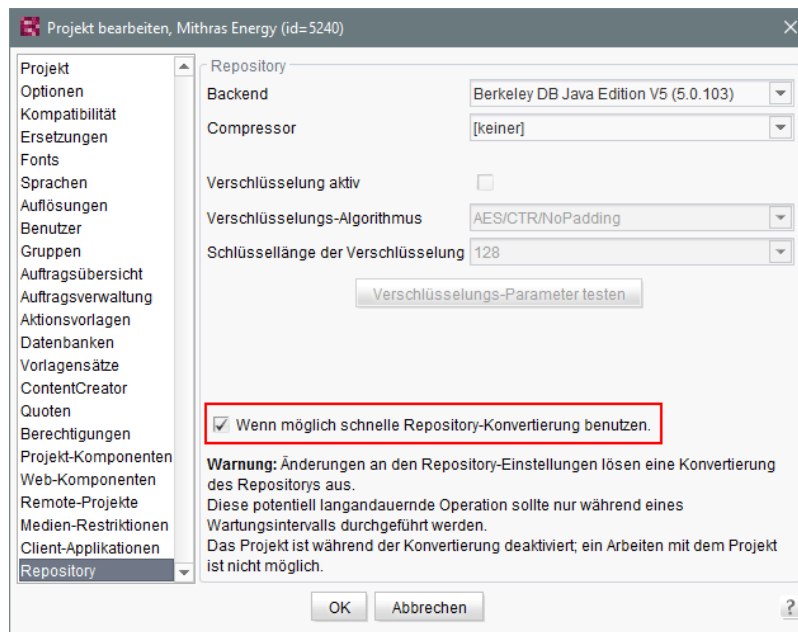 Projekt bearbeiten, Mithras Energy (id=5240)
Projekt
Optionen
Kompatibilität
Ersetzungen
Fonts
Sprachen
Auflösungen
Benutzer
Gruppen
Auftragsübersicht
Auftragsverwaltung
Aktionsvorlagen
Datenbanken
Vorlagensätze
ContentCreator
Quoten
Berechtigungen
Projekt-Komponenten
Web-Komponenten
Remote-Projekte
Medien-Restriktionen
Client-Applikationen
Repository
Repository
Backend Berkeley DB Java Edition V5 (5.0.103)
Compressor [keiner]
Verschlüsselung aktiv
Verschlüsselungs-Algorithmus AES/CTR/NoPadding
Schlüssellänge der Verschlüsselung 128
Verschlüsselungs-Parameter testen
Wenn möglich schnelle Repository-Konvertierung benutzen.
Warnung: Änderungen an den Repository-Einstellungen lösen eine Konvertierung
des Repositorys aus.
Diese potentiell langandauernde Operation sollte nur während eines
Wartungsintervalls durchgeführt werden.
Das Projekt ist während der Konvertierung deaktiviert; ein Arbeiten mit dem Projekt
ist nicht möglich.
OK Abbrechen ?